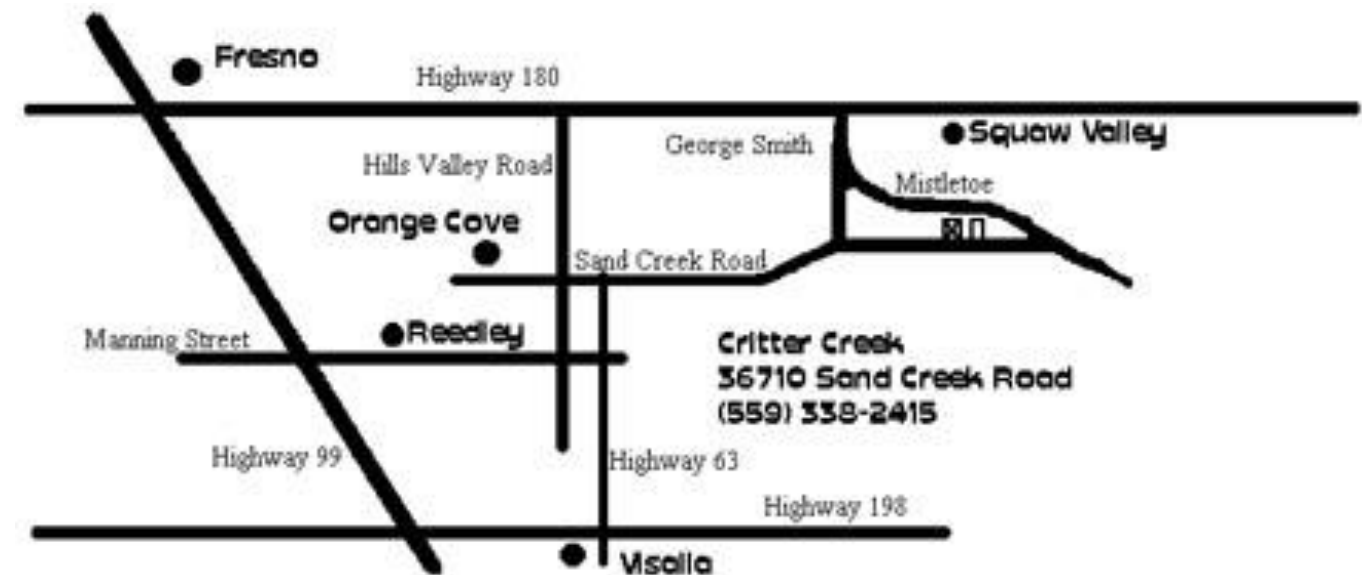 Fresno
Highway 180
Squaw Valley
George Smith
Hills Valley Road
Mistletoe
Orange Cove
Sand Creek Road
Reedley
Manning Street
Critter Creek
36710 Sand Creek Road
(559) 338-2415
Highway 99
Highway 63
Highway 198
Visalia